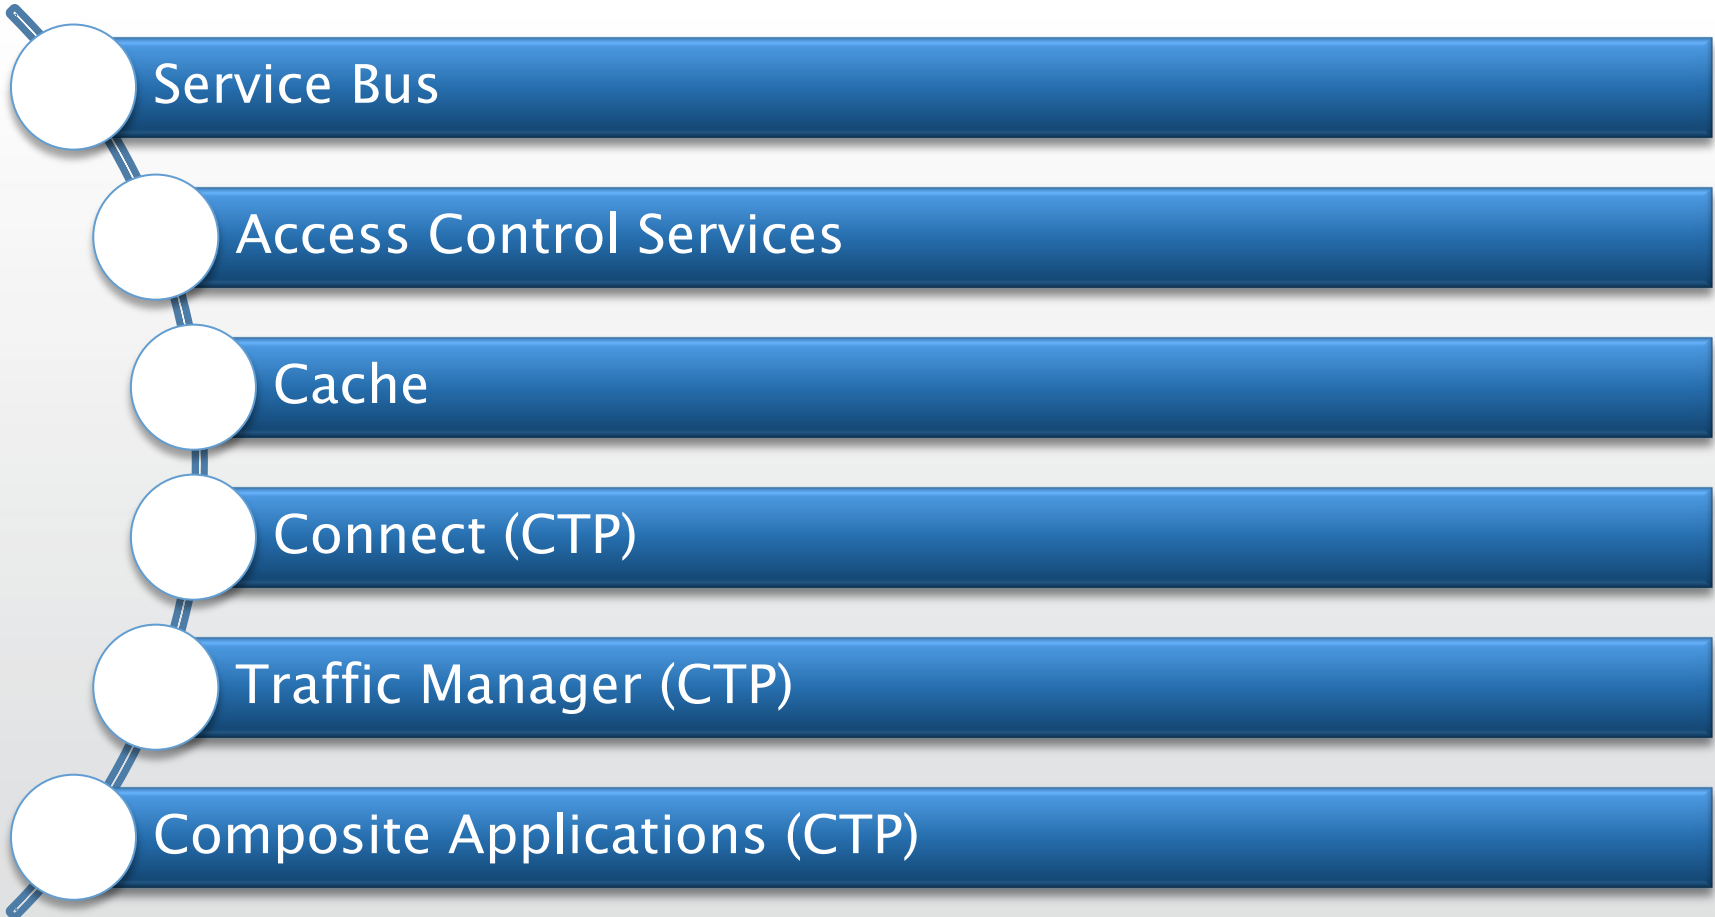 Service Bus
Access Control Services
Cache
Connect (CTP)
Traffic Manager (CTP)
Composite Applications (CTP)